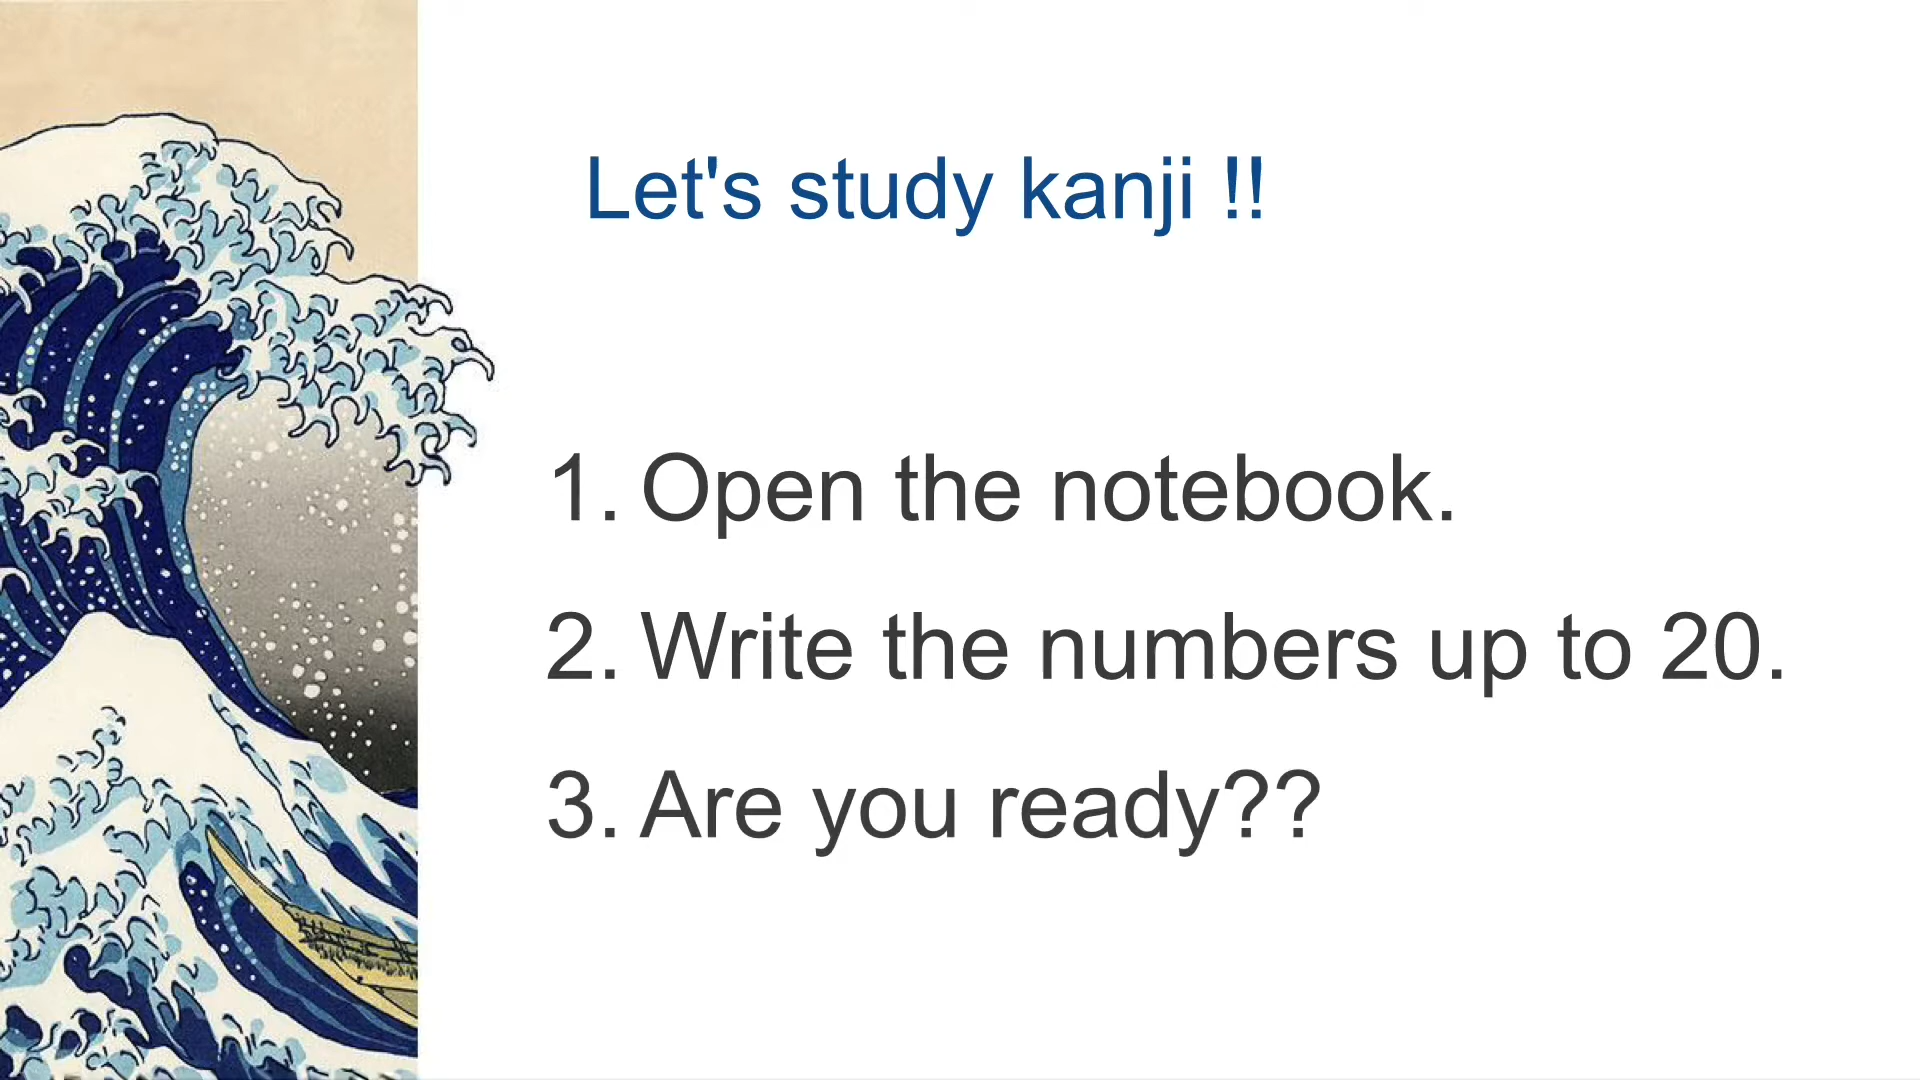 Let's study kanji !!
1. Open the notebook.
2. Write the numbers up to 20.
3. Are you ready??